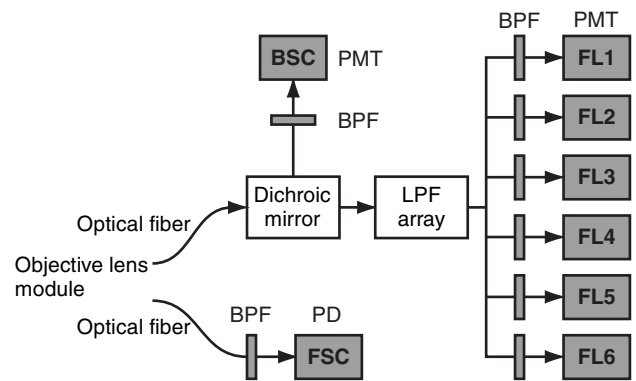 BPF PMT
BSC PMT
FL1
BPF
FL2
Dichroic
mirror
LPF
array
FL3
Optical fiber
FL4
Objective lens
module
FL5
Optical fiber
BPF PD
FSC
FL6